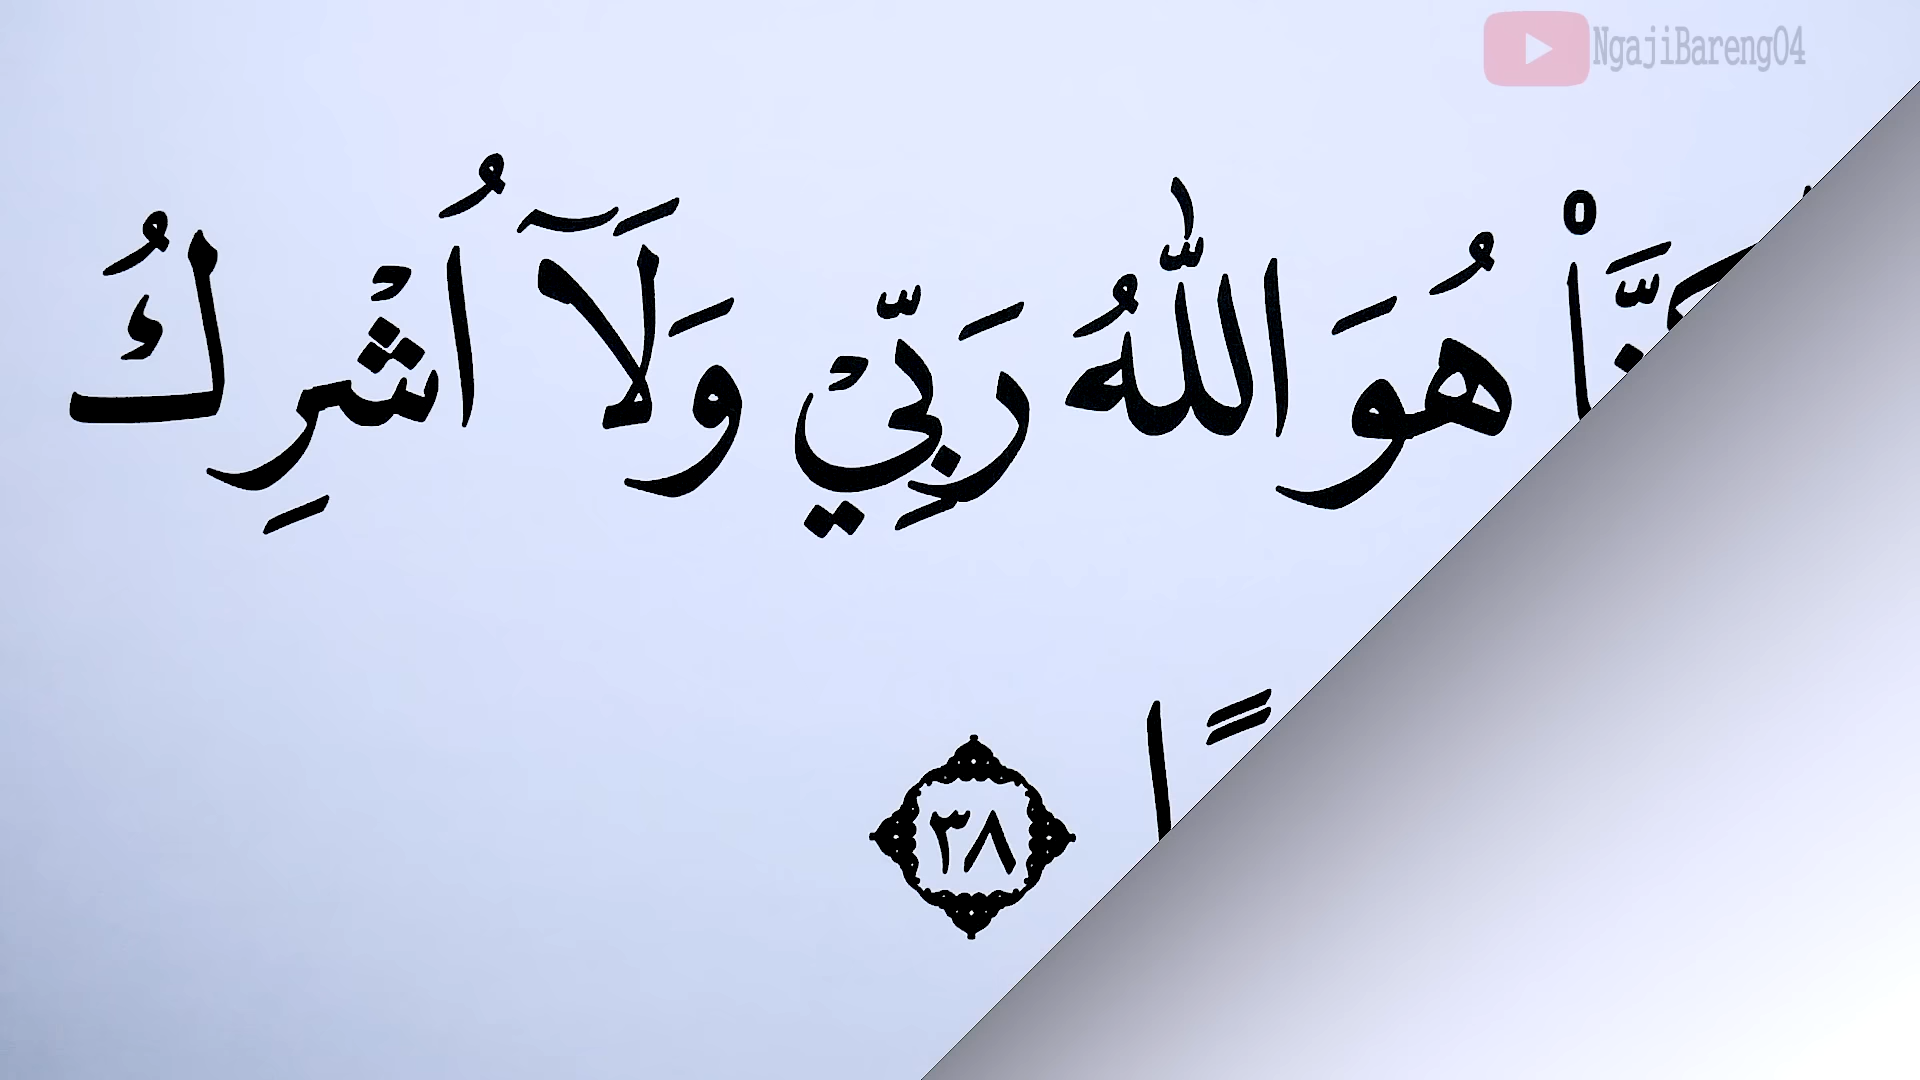 NgajiBareng04
هُوَ اللّٰهُ رَبِّيْ وَلَآ اُشْرِكُ
٣٨